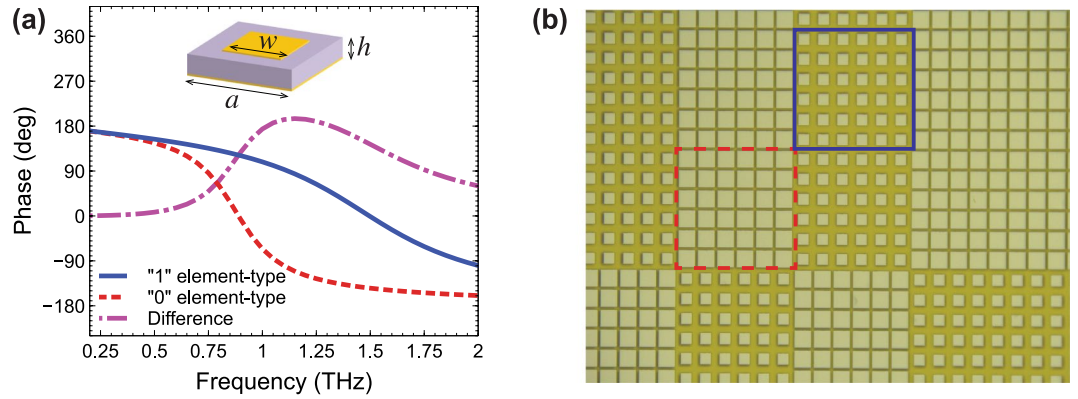 (a)
360
270
180
90
0
−90
−180
Phase (deg)
w
h
a
"1" element-type
"0" element-type
Difference
0.25 0.5 0.75 1 1.25 1.5 1.75 2
Frequency (THz)
(b)